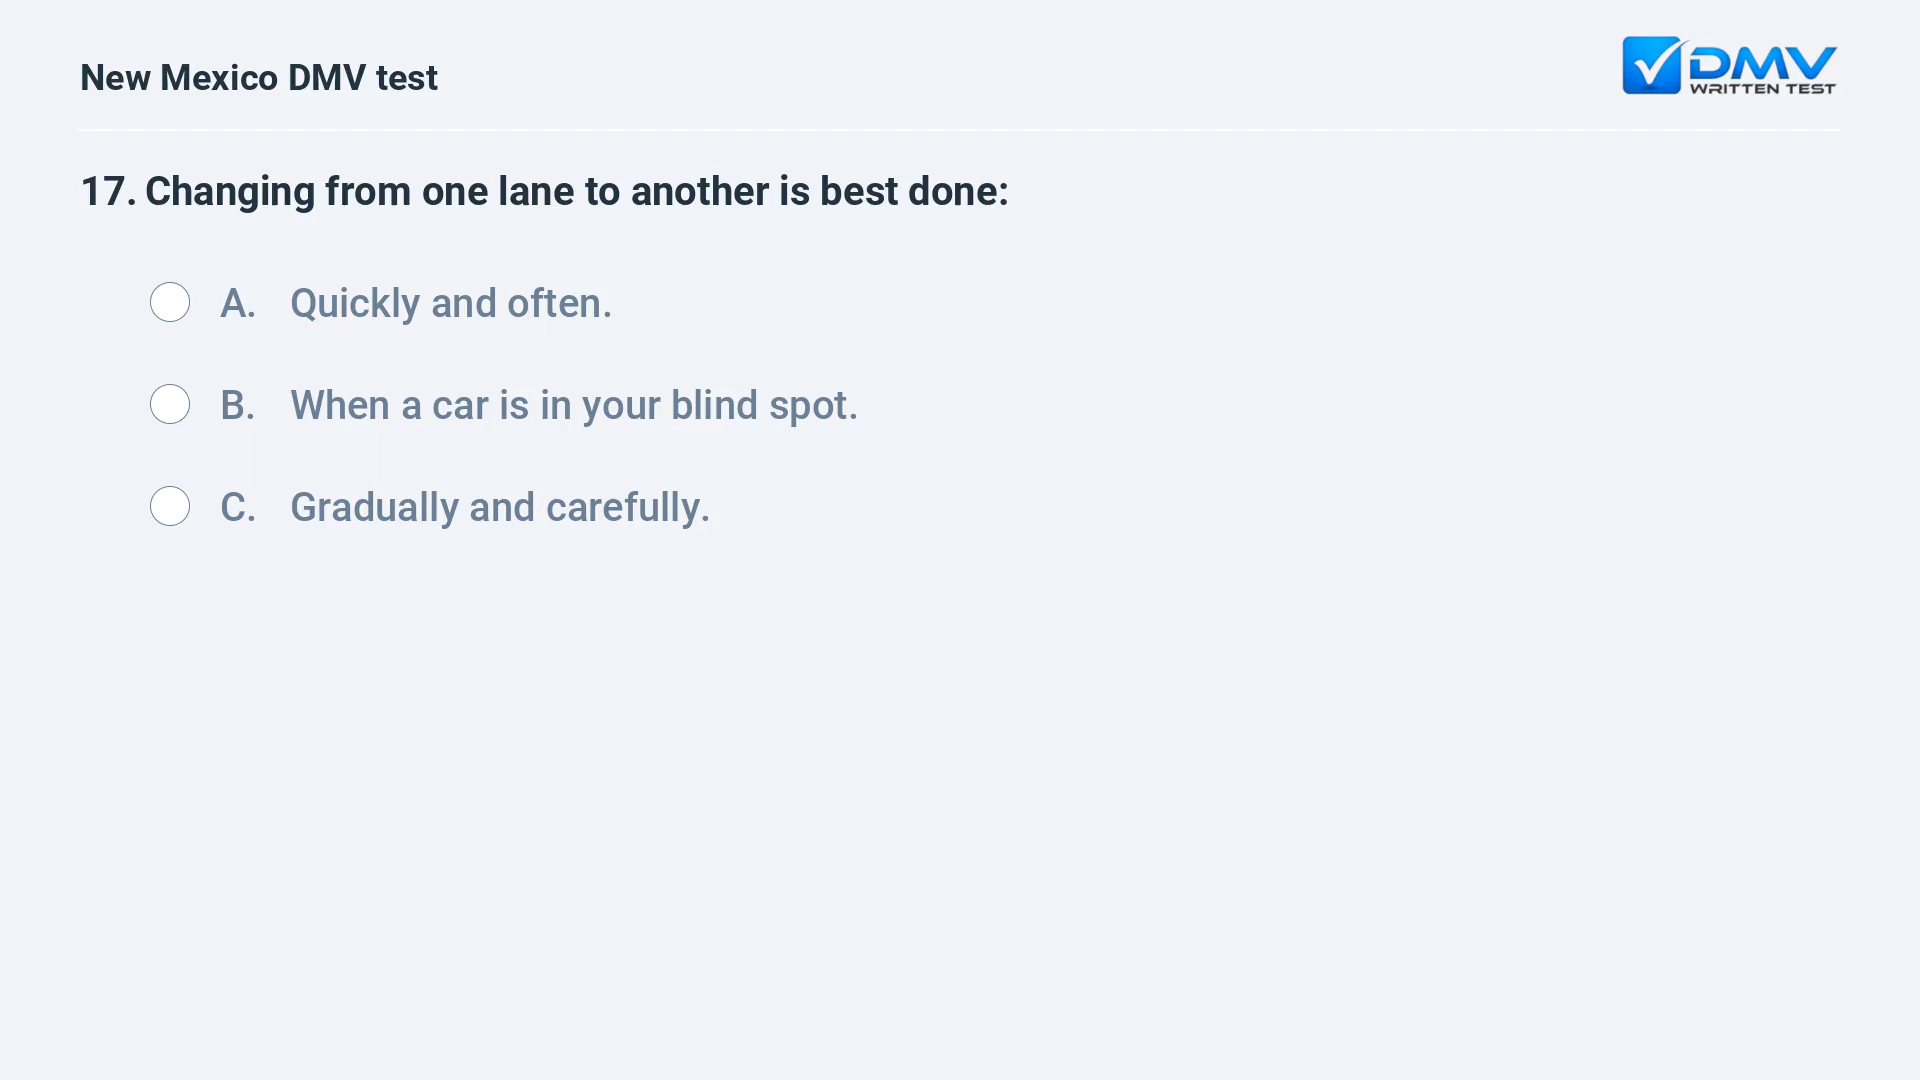 New Mexico DMV test
DMV
WRITTEN TEST
17. Changing from one lane to another is best done:
A. Quickly and often.
B. When a car is in your blind spot.
C. Gradually and carefully.